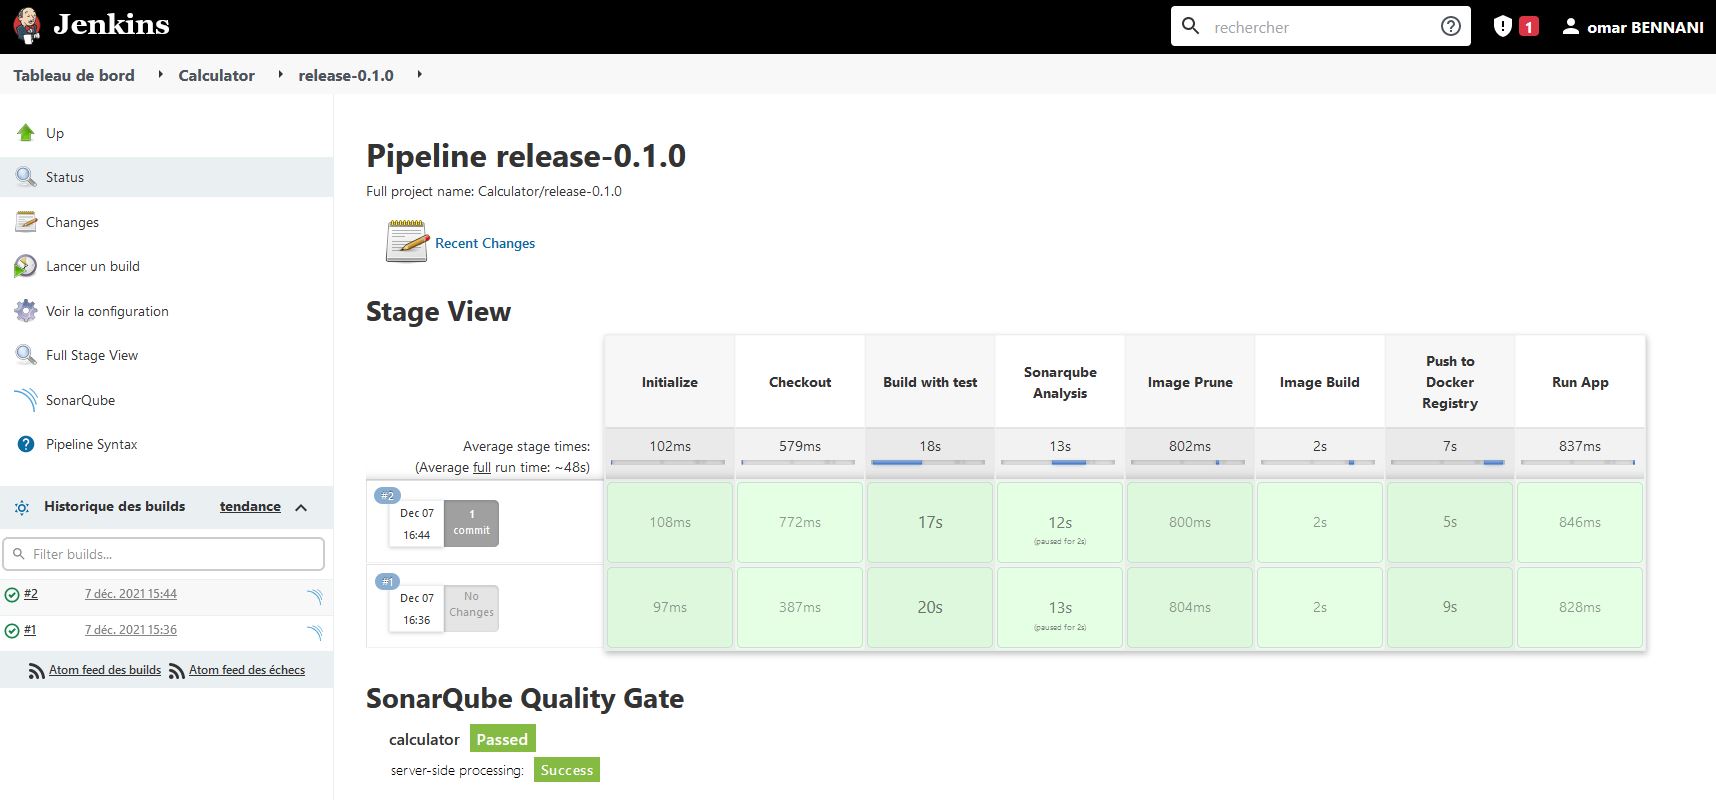 Jenkins
rechercher
1
omar BENNANI
Tableau de bord
Calculator
release-0.1.0
Up
Status
Changes
Lancer un build
Voir la configuration
Full Stage View
SonarQube
Pipeline Syntax
Historique des builds
tendance
Filter builds...
#2 7 déc. 2021 15:44
#1 7 déc. 2021 15:36
Atom feed des builds
Atom feed des échecs
Pipeline release-0.1.0
Full project name: Calculator/release-0.1.0
Recent Changes
Stage View
Initialize
Checkout
Build with test
Sonarqube
Analysis
Image Prune
Image Build
Push to
Docker
Registry
Run App
Average stage times:
(Average full run time: ~48s)
102ms 579ms 18s 13s 802ms 2s 7s 837ms
#2
Dec 07
16:44
1
commit
108ms 772ms 17s 12s 800ms 2s 5s 846ms
(paused for 2s)
#1
Dec 07
16:36
No
Changes
97ms 387ms 20s 13s 804ms 2s 9s 828ms
(paused for 2s)
SonarQube Quality Gate
calculator Passed
server-side processing: Success